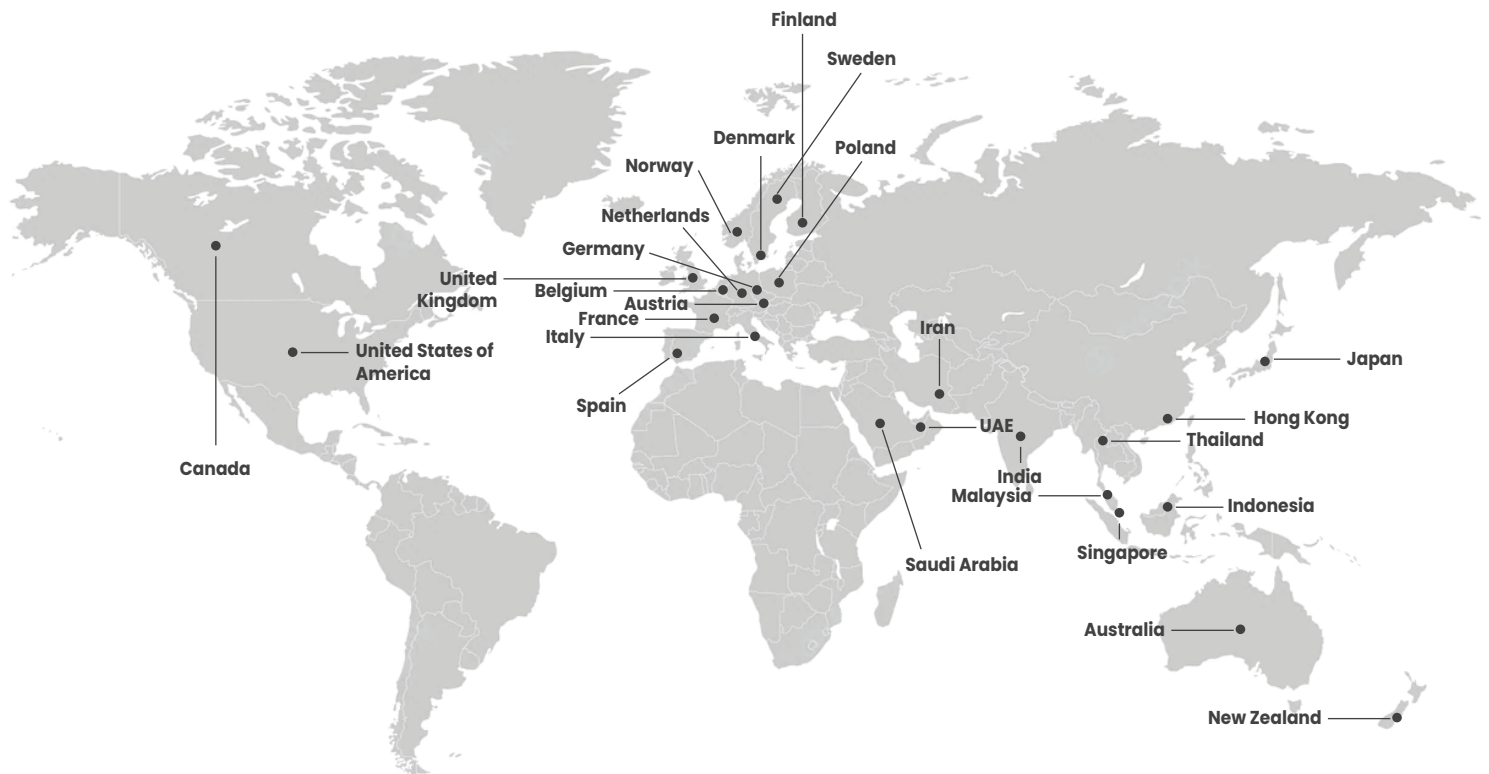 Finland
Sweden
Denmark
Poland
Norway
Netherlands
Germany
United
Kingdom
Belgium
Austria
France
Italy
Iran
United States of
America
Japan
Spain
Hong Kong
UAE
Thailand
Canada
India
Malaysia
Indonesia
Singapore
Saudi Arabia
Australia
New Zealand